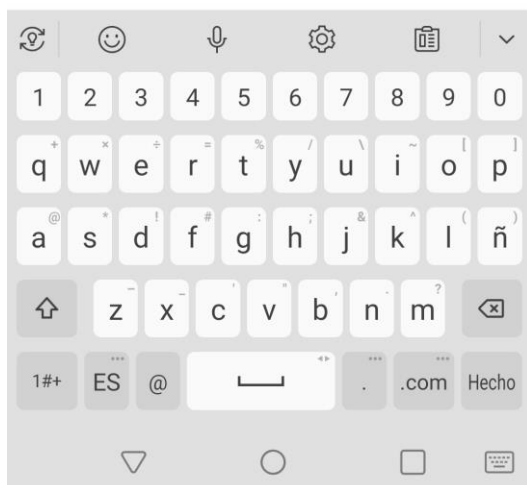 1 2 3 4 5 6 7 8 9 0
+ × ÷ = % / \ ~ [ ]
q w e r t y u i o p
@ * ! # : ; & ^ ( )
a s d f g h j k l ñ
– _ ' " , . ?
z x c v b n m
1#+ ES @ . .com Hecho